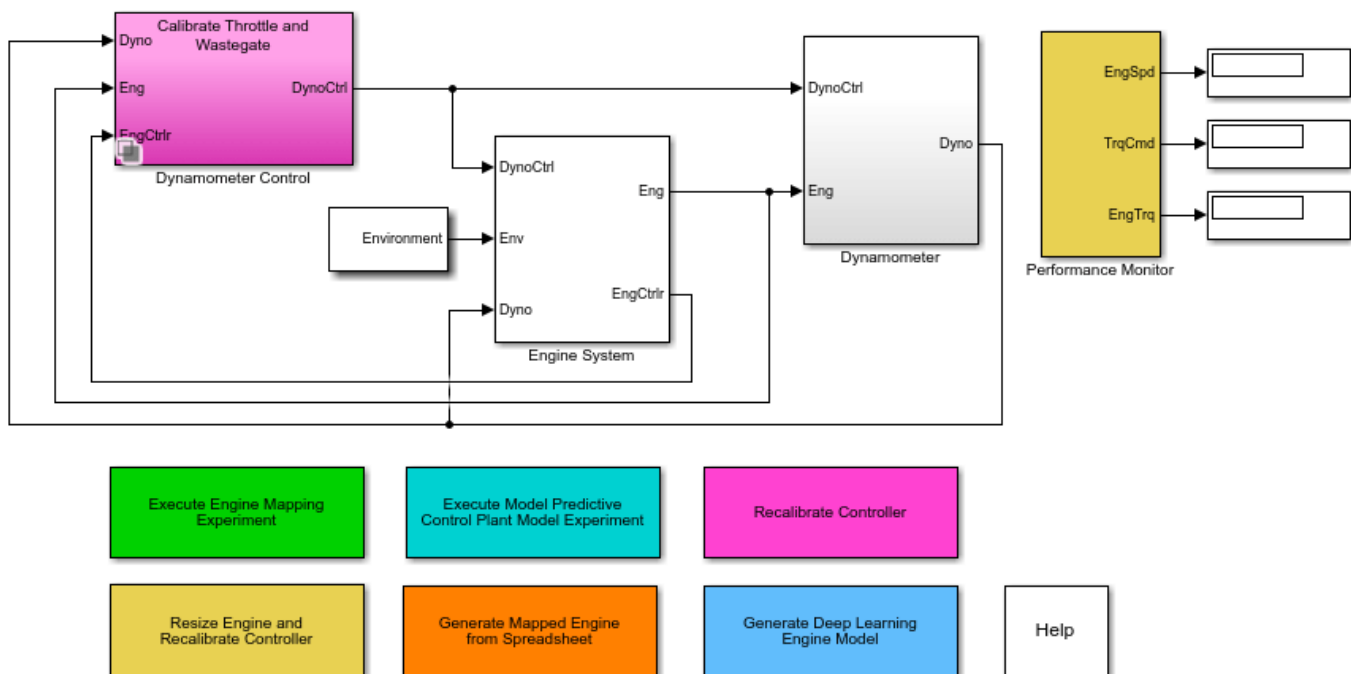 Calibrate Throttle and
Wastegate
Dyno
Eng
EngCtrlr
DynoCtrl
Dynamometer Control
DynoCtrl
Env
Dyno
Eng
EngCtrlr
Engine System
Environment
DynoCtrl
Eng
Dyno
Dynamometer
EngSpd
TrqCmd
EngTrq
Performance Monitor
Execute Engine Mapping
Experiment
Execute Model Predictive
Control Plant Model Experiment
Recalibrate Controller
Resize Engine and
Recalibrate Controller
Generate Mapped Engine
from Spreadsheet
Generate Deep Learning
Engine Model
Help